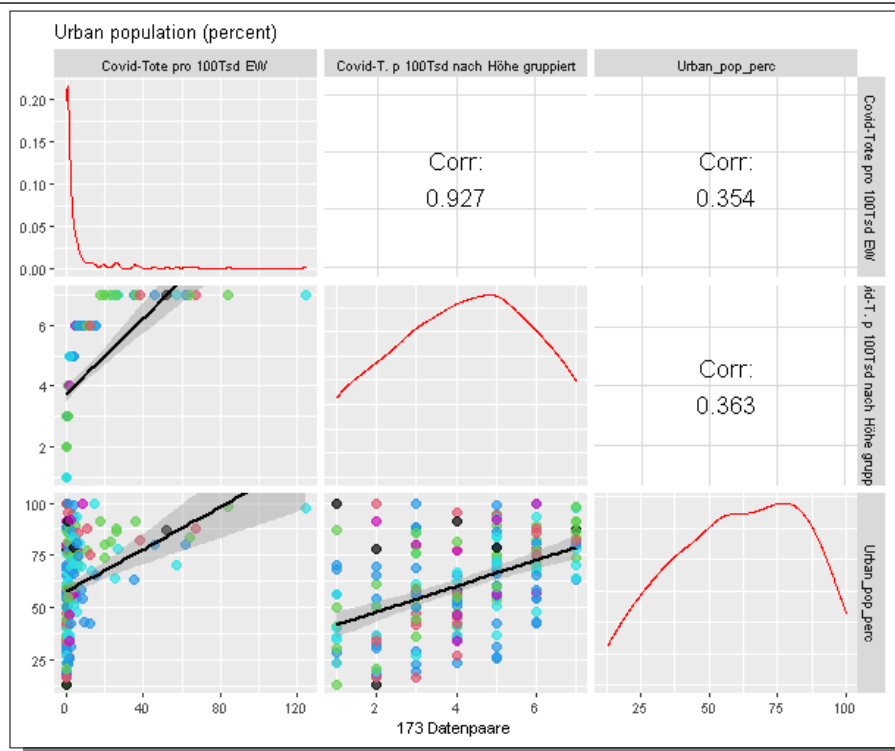 Urban population (percent)
Covid-Tote pro 100Tsd EW
Covid-T. p 100Tsd nach Höhe gruppiert
Urban_pop_perc
0.20
0.15
0.10
0.05
0.00
Corr:
0.927
Corr:
0.354
Covid-Tote pro 100Tsd EW
6
4
2
Corr:
0.363
id-T. p 100Tsd nach Höhe grupp
100
75
50
25
Urban_pop_perc
0
40
80
120
2
4
6
25
50
75
100
173 Datenpaare